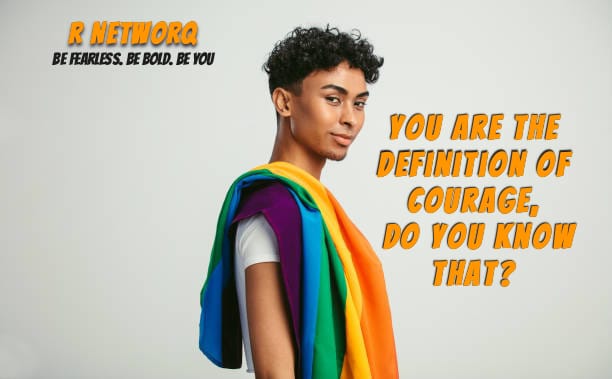 R NETWORQ
BE FEARLESS. BE BOLD. BE YOU
YOU ARE THE
DEFINITION OF
COURAGE,
DO YOU KNOW
THAT?